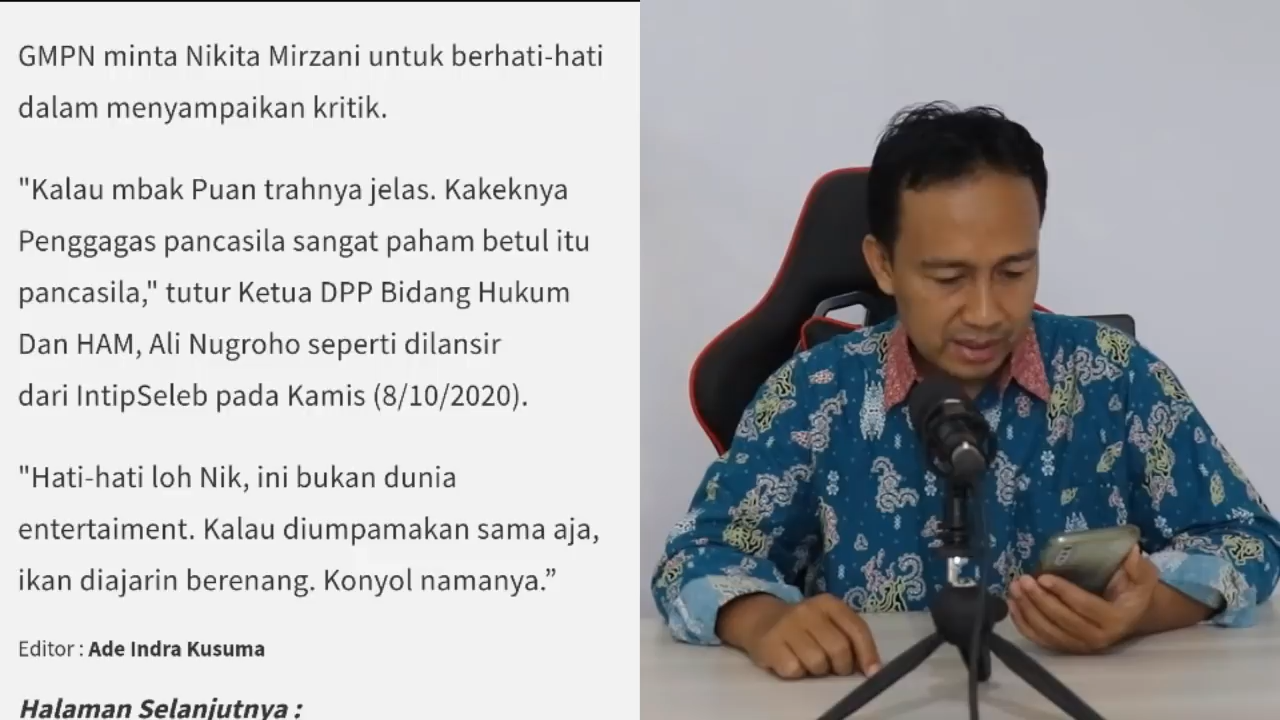 GMPN minta Nikita Mirzani untuk berhati-hati
dalam menyampaikan kritik.
"Kalau mbak Puan trahnya jelas. Kakeknya
Penggagas pancasila sangat paham betul itu
pancasila," tutur Ketua DPP Bidang Hukum
Dan HAM, Ali Nugroho seperti dilansir
dari IntipSeleb pada Kamis (8/10/2020).
"Hati-hati loh Nik, ini bukan dunia
entertaiment. Kalau diumpamakan sama aja,
ikan diajarin berenang. Konyol namanya.”
Editor : Ade Indra Kusuma
Halaman Selanjutnya :